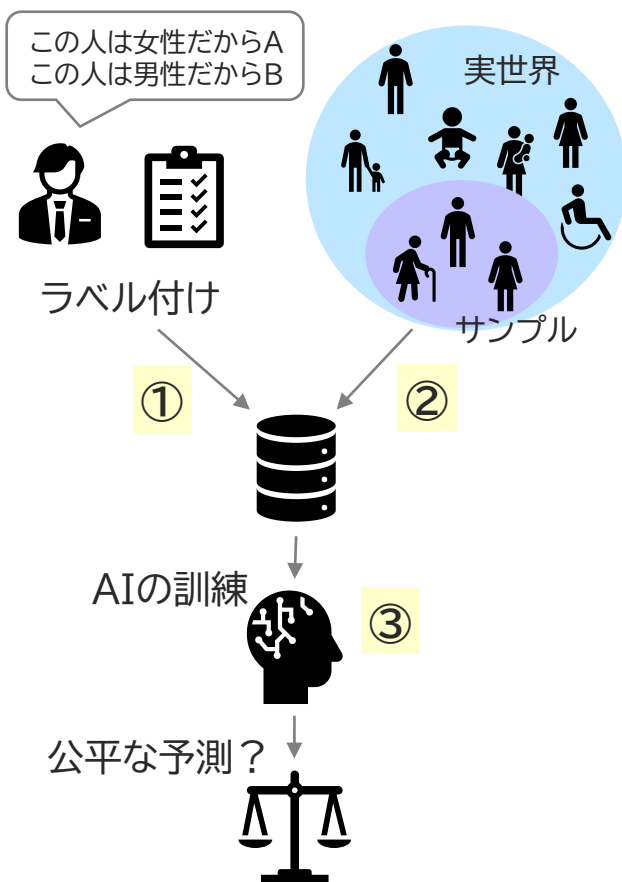 この人は女性だからA
この人は男性だからB
実世界
ラベル付け
サンプル
①
②
AIの訓練
③
公平な予測？